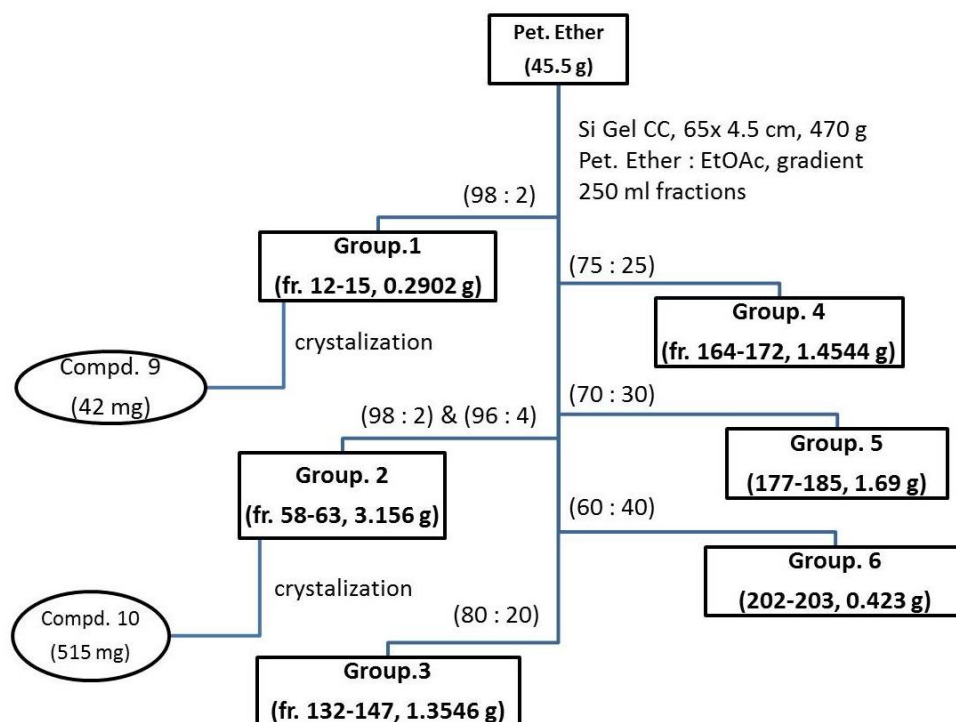 Pet. Ether
(45.5 g)
Si Gel CC, 65x 4.5 cm, 470 g
Pet. Ether : EtOAc, gradient
250 ml fractions
(98 : 2)
Group.1
(fr. 12-15, 0.2902 g)
crystalization
Compd. 9
(42 mg)
(75 : 25)
Group. 4
(fr. 164-172, 1.4544 g)
(98 : 2) & (96 : 4)
Group. 2
(fr. 58-63, 3.156 g)
crystalization
Compd. 10
(515 mg)
(70 : 30)
Group. 5
(177-185, 1.69 g)
(60 : 40)
Group. 6
(202-203, 0.423 g)
(80 : 20)
Group.3
(fr. 132-147, 1.3546 g)